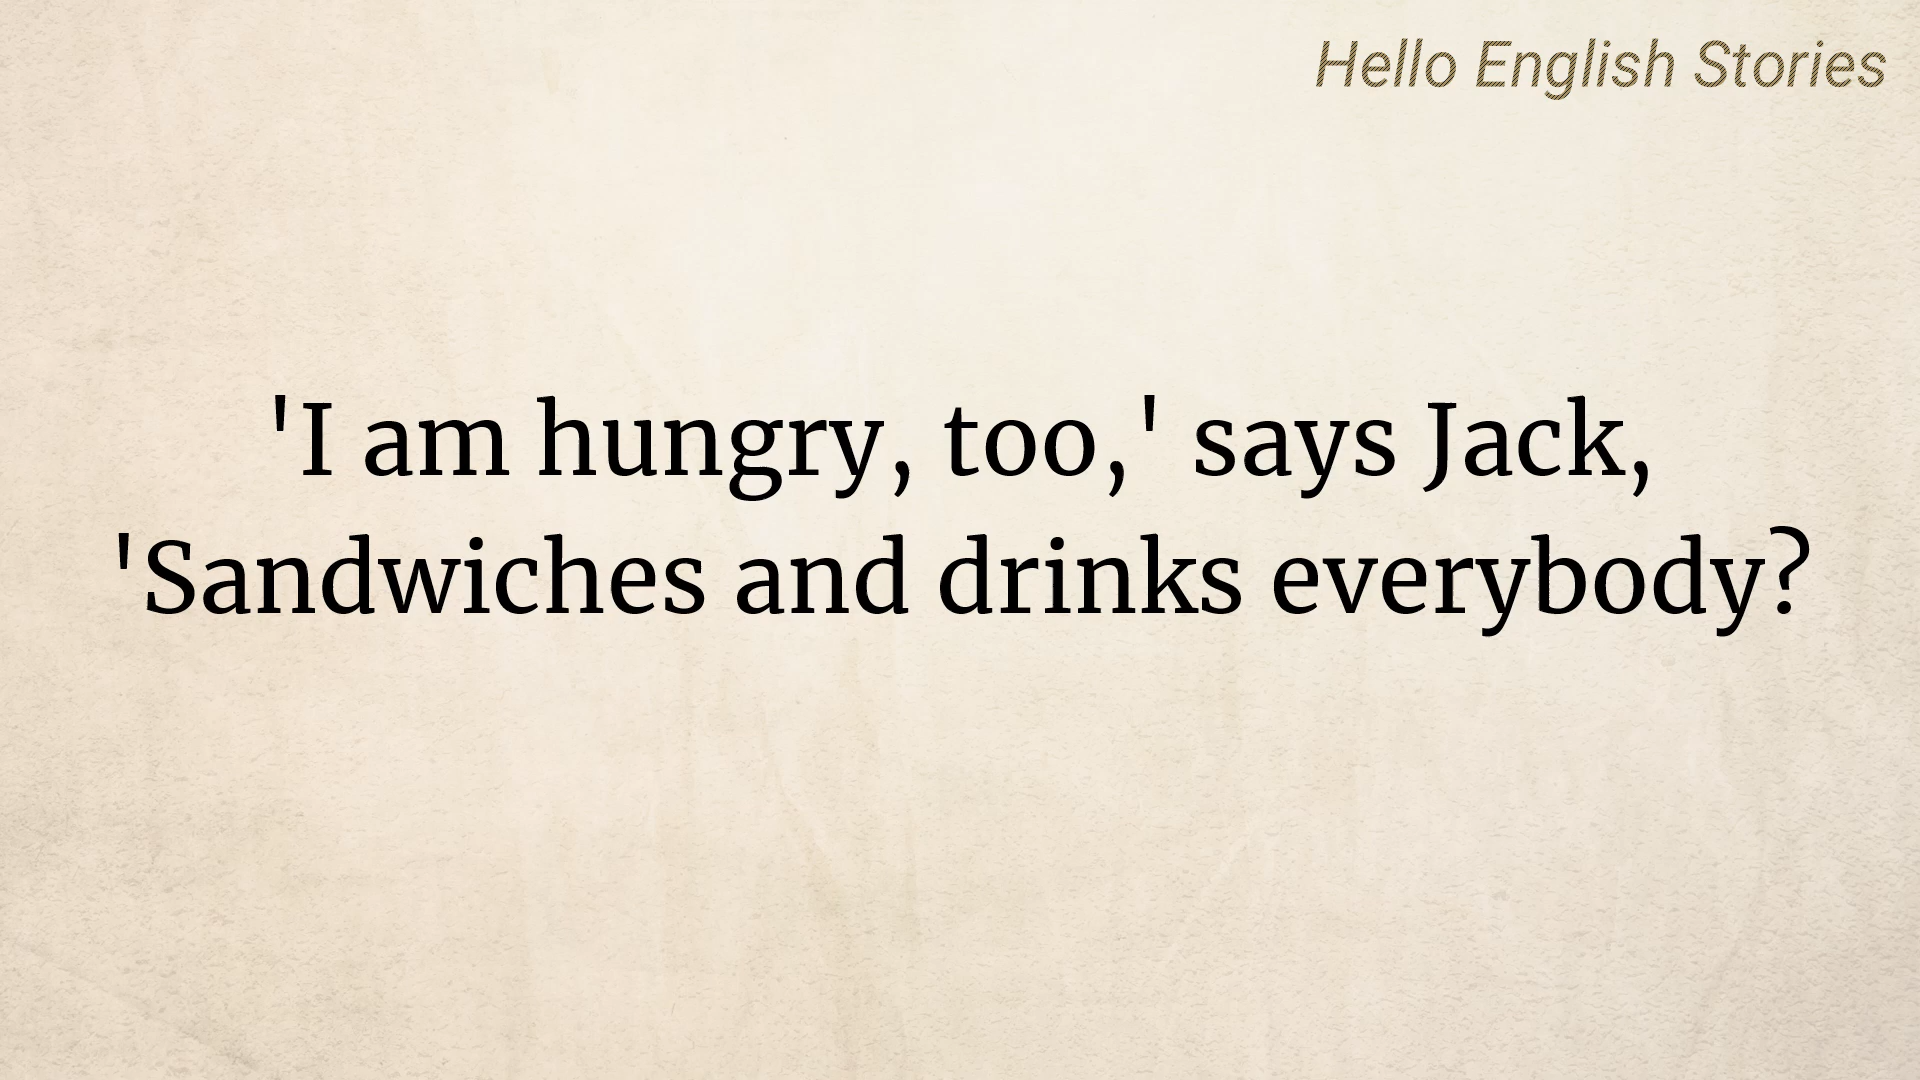 Hello English Stories
'I am hungry, too,' says Jack,
'Sandwiches and drinks everybody?